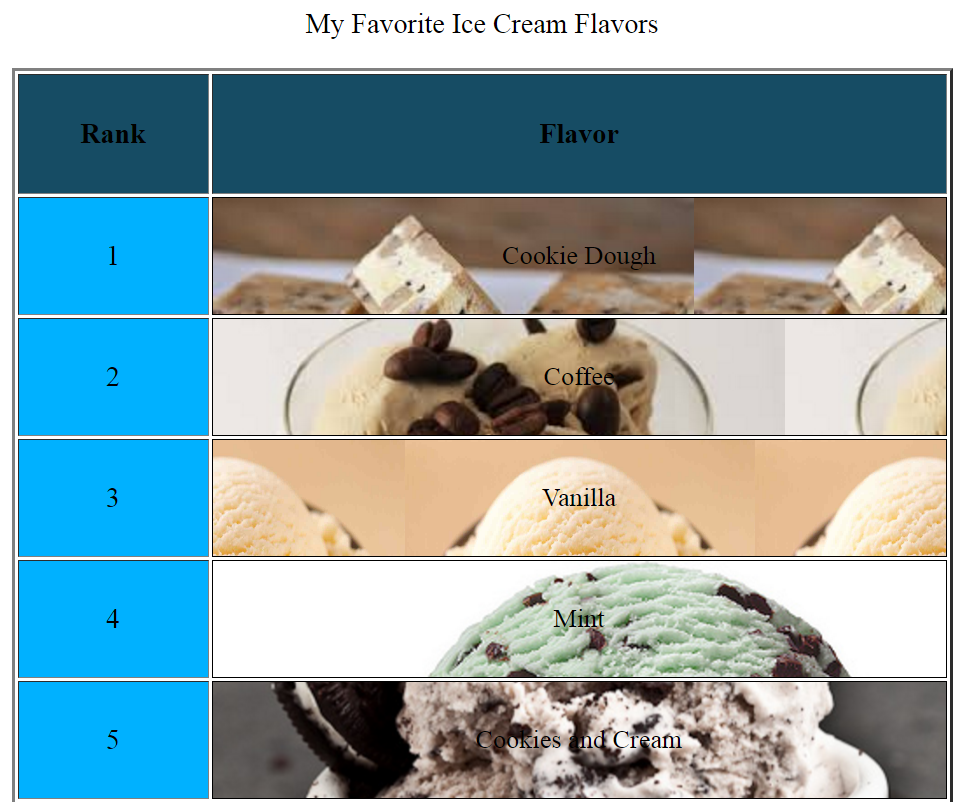 My Favorite Ice Cream Flavors
Rank Flavor
1 Cookie Dough
2 Coffee
3 Vanilla
4 Mint
5 Cookies and Cream